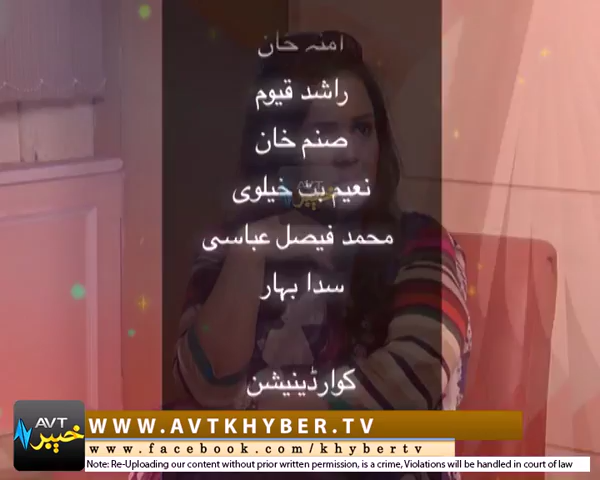 امنہ خان
راشد قیوم
صنم خان
نعیم بٹ خیلوی
محمد فیصل عباسی
سدا بہار
کوارڈینیشن
AVT
خیبر
WWW.AVTKHYBER.TV
www.facebook.com/khybertv
Note: Re-Uploading our content without prior written permission, is a crime, Violations will be handled in court of law